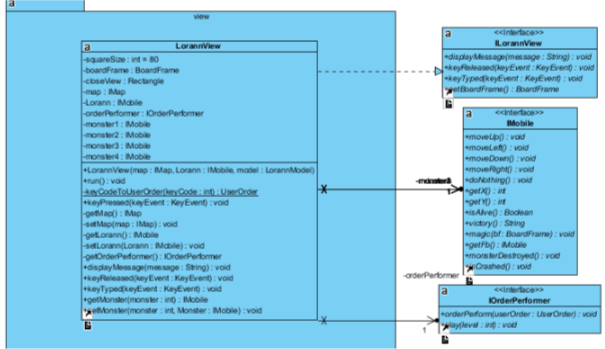 a
view
a
LorannView
-squareSize : int = 80
-boardFrame : BoardFrame
-closeView : Rectangle
-map : IMap
-Lorann : IMobile
-orderPerformer : IOrderPerformer
-monster1 : IMobile
-monster2 : IMobile
-monster3 : IMobile
-monster4 : IMobile
+LorannView(map : IMap, Lorann : IMobile, model : LorannModel)
+run() : void
-keyCodeToUserOrder(keyCode : int) : UserOrder
+keyPressed(keyEvent : KeyEvent) : void
-getMap() : IMap
-setMap(map : IMap) : void
-getLorann() : IMobile
-setLorann(Lorann : IMobile) : void
-getOrderPerformer() : IOrderPerformer
+displayMessage(message : String) : void
+keyReleased(keyEvent : KeyEvent) : void
+keyTyped(keyEvent : KeyEvent) : void
+getMonster(monster : int) : IMobile
setMonster(monster : int, Monster : IMobile) : void
a
<<Interface>>
ILorannView
+displayMessage(message : String) : void
+keyReleased(keyEvent : KeyEvent) : void
+keyTyped(keyEvent : KeyEvent) : void
getBoardFrame() : BoardFrame
a
<<Interface>>
IMobile
+moveUp() : void
+moveLeft() : void
+moveDown() : void
+moveRight() : void
+doNothing() : void
+getX() : int
+getY() : int
+isAlive() : Boolean
+victory() : String
+magic(bf : BoardFrame) : void
+getFb() : IMobile
+monsterDestroyed() : void
isCrashed() : void
-orderPerformer
1
a
<<Interface>>
IOrderPerformer
+orderPerform(userOrder : UserOrder) : void
play(level : int) : void